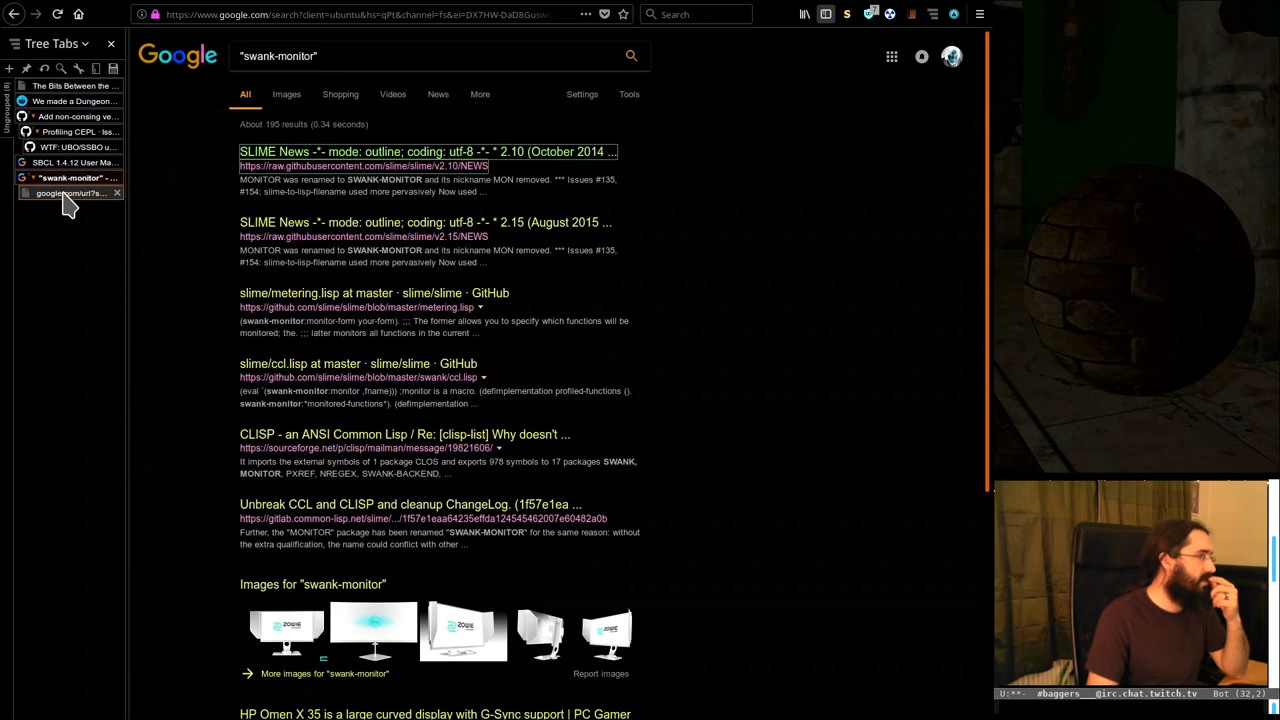 https://www.google.com/search?client=ubuntu&hs=qPt&channel=fs&ei=DX7HW-DaD8Gusw
Search
Tree Tabs
Ungrouped (8)
The Bits Between the ...
We made a Dungeon...
Add non-consing ve...
Profiling CEPL · Iss...
WTF: UBO/SSBO u...
SBCL 1.4.12 User Ma...
"swank-monitor" - ...
google.com/url?s...
Google
"swank-monitor"
All
Images
Shopping
Videos
News
More
Settings
Tools
About 195 results (0.34 seconds)
SLIME News -*- mode: outline; coding: utf-8 -*- * 2.10 (October 2014 ...
https://raw.githubusercontent.com/slime/slime/v2.10/NEWS
MONITOR was renamed to SWANK-MONITOR and its nickname MON removed. *** Issues #135,
#154: slime-to-lisp-filename used more pervasively Now used ...
SLIME News -*- mode: outline; coding: utf-8 -*- * 2.15 (August 2015 ...
https://raw.githubusercontent.com/slime/slime/v2.15/NEWS
MONITOR was renamed to SWANK-MONITOR and its nickname MON removed. *** Issues #135,
#154: slime-to-lisp-filename used more pervasively Now used ...
slime/metering.lisp at master · slime/slime · GitHub
https://github.com/slime/slime/blob/master/metering.lisp
(swank-monitor:monitor-form your-form). ;;; The former allows you to specify which functions will be
monitored; the. ;;; latter monitors all functions in the current ...
slime/ccl.lisp at master · slime/slime · GitHub
https://github.com/slime/slime/blob/master/swank/ccl.lisp
(eval `(swank-monitor:monitor ,fname))) ;monitor is a macro. (defimplementation profiled-functions ().
swank-monitor:*monitored-functions*). (defimplementation ...
CLISP - an ANSI Common Lisp / Re: [clisp-list] Why doesn't ...
https://sourceforge.net/p/clisp/mailman/message/19821606/
It imports the external symbols of 1 package CLOS and exports 978 symbols to 17 packages SWANK,
MONITOR, PXREF, NREGEX, SWANK-BACKEND, ...
Unbreak CCL and CLISP and cleanup ChangeLog. (1f57e1ea ...
https://gitlab.common-lisp.net/slime/.../1f57e1eaa64235effda124545462007e60482a0b
Further, the "MONITOR" package has been renamed "SWANK-MONITOR" for the same reason: without
the extra qualification, the name could conflict with other ...
Images for "swank-monitor"
ZOWIE
ZOWIE
ZOWIE
More images for "swank-monitor"
Report images
HP Omen X 35 is a large curved display with G-Sync support | PC Gamer
U:**- #baggers___@irc.chat.twitch.tv Bot (32,2)